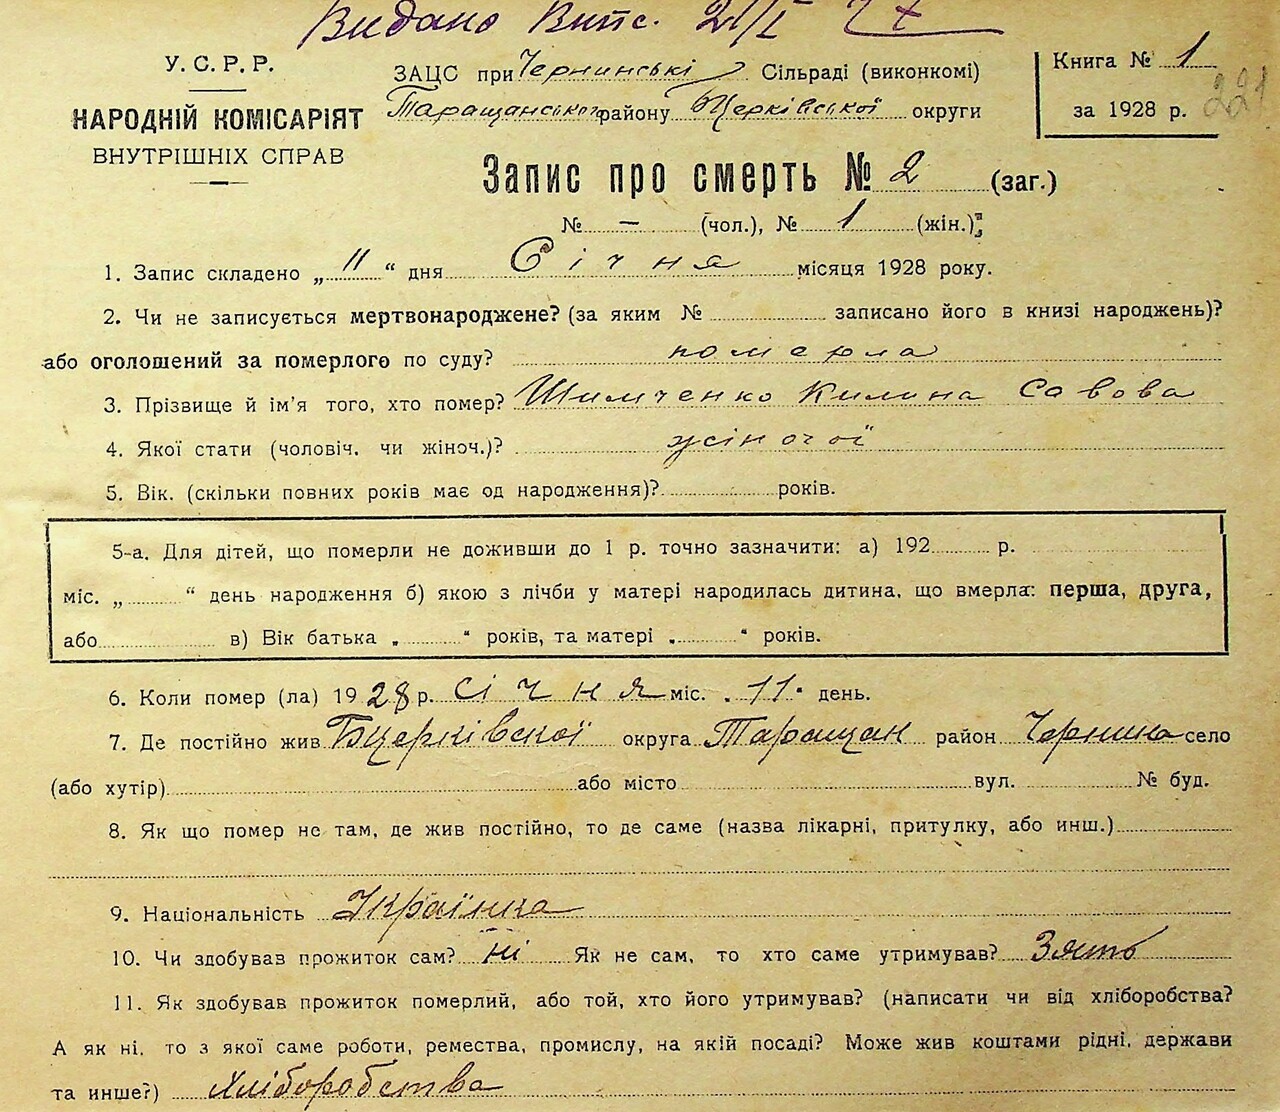 Видано Випс. 21/I
У. С. Р. Р.
НАРОДНІЙ КОМІСАРІЯТ
ВНУТРІШНІХ СПРАВ
ЗАЦС при Чернинські Сільраді (виконкомі)
Таращанского району Бцерківської округи
Книга № 1
за 1928 р.
221
Запис про смерть № 2 (заг.)
№ — (чол.), № 1 (жін.);
1. Запис складено „ 11 “ дня Січня місяця 1928 року.
2. Чи не записується мертвонароджене? (за яким № записано його в книзі народжень)?
або оголошений за померлого по суду? померла
3. Прізвище й ім’я того, хто помер? Шимченко Килина Савова
4. Якої стати (чоловіч. чи жіноч.)? жіночої
5. Вік. (скільки повних років має од народження)? років.
5-а. Для дітей, що померли не доживши до 1 р. точно зазначити: а) 192 р.
міс. „ “ день народження б) якою з лічби у матері народилась дитина, що вмерла: перша, друга,
або в) Вік батька „ “ років, та матері „ “ років.
6. Коли помер (ла) 1928 р. січня міс. „11“ день.
7. Де постійно жив Бцерківської округа Таращан район Чернина село
(або хутір) або місто вул. № буд.
8. Як що помер не там, де жив постійно, то де саме (назва лікарні, притулку, або инш.)
9. Національність Українка
10. Чи здобував прожиток сам? ні Як не сам, то хто саме утримував? Зять
11. Як здобував прожиток померлий, або той, хто його утримував? (написати чи від хліборобства?
А як ні, то з якої саме роботи, ремества, промислу, на якій посаді? Може жив коштами рідні, держави
та инше?) Хліборобства